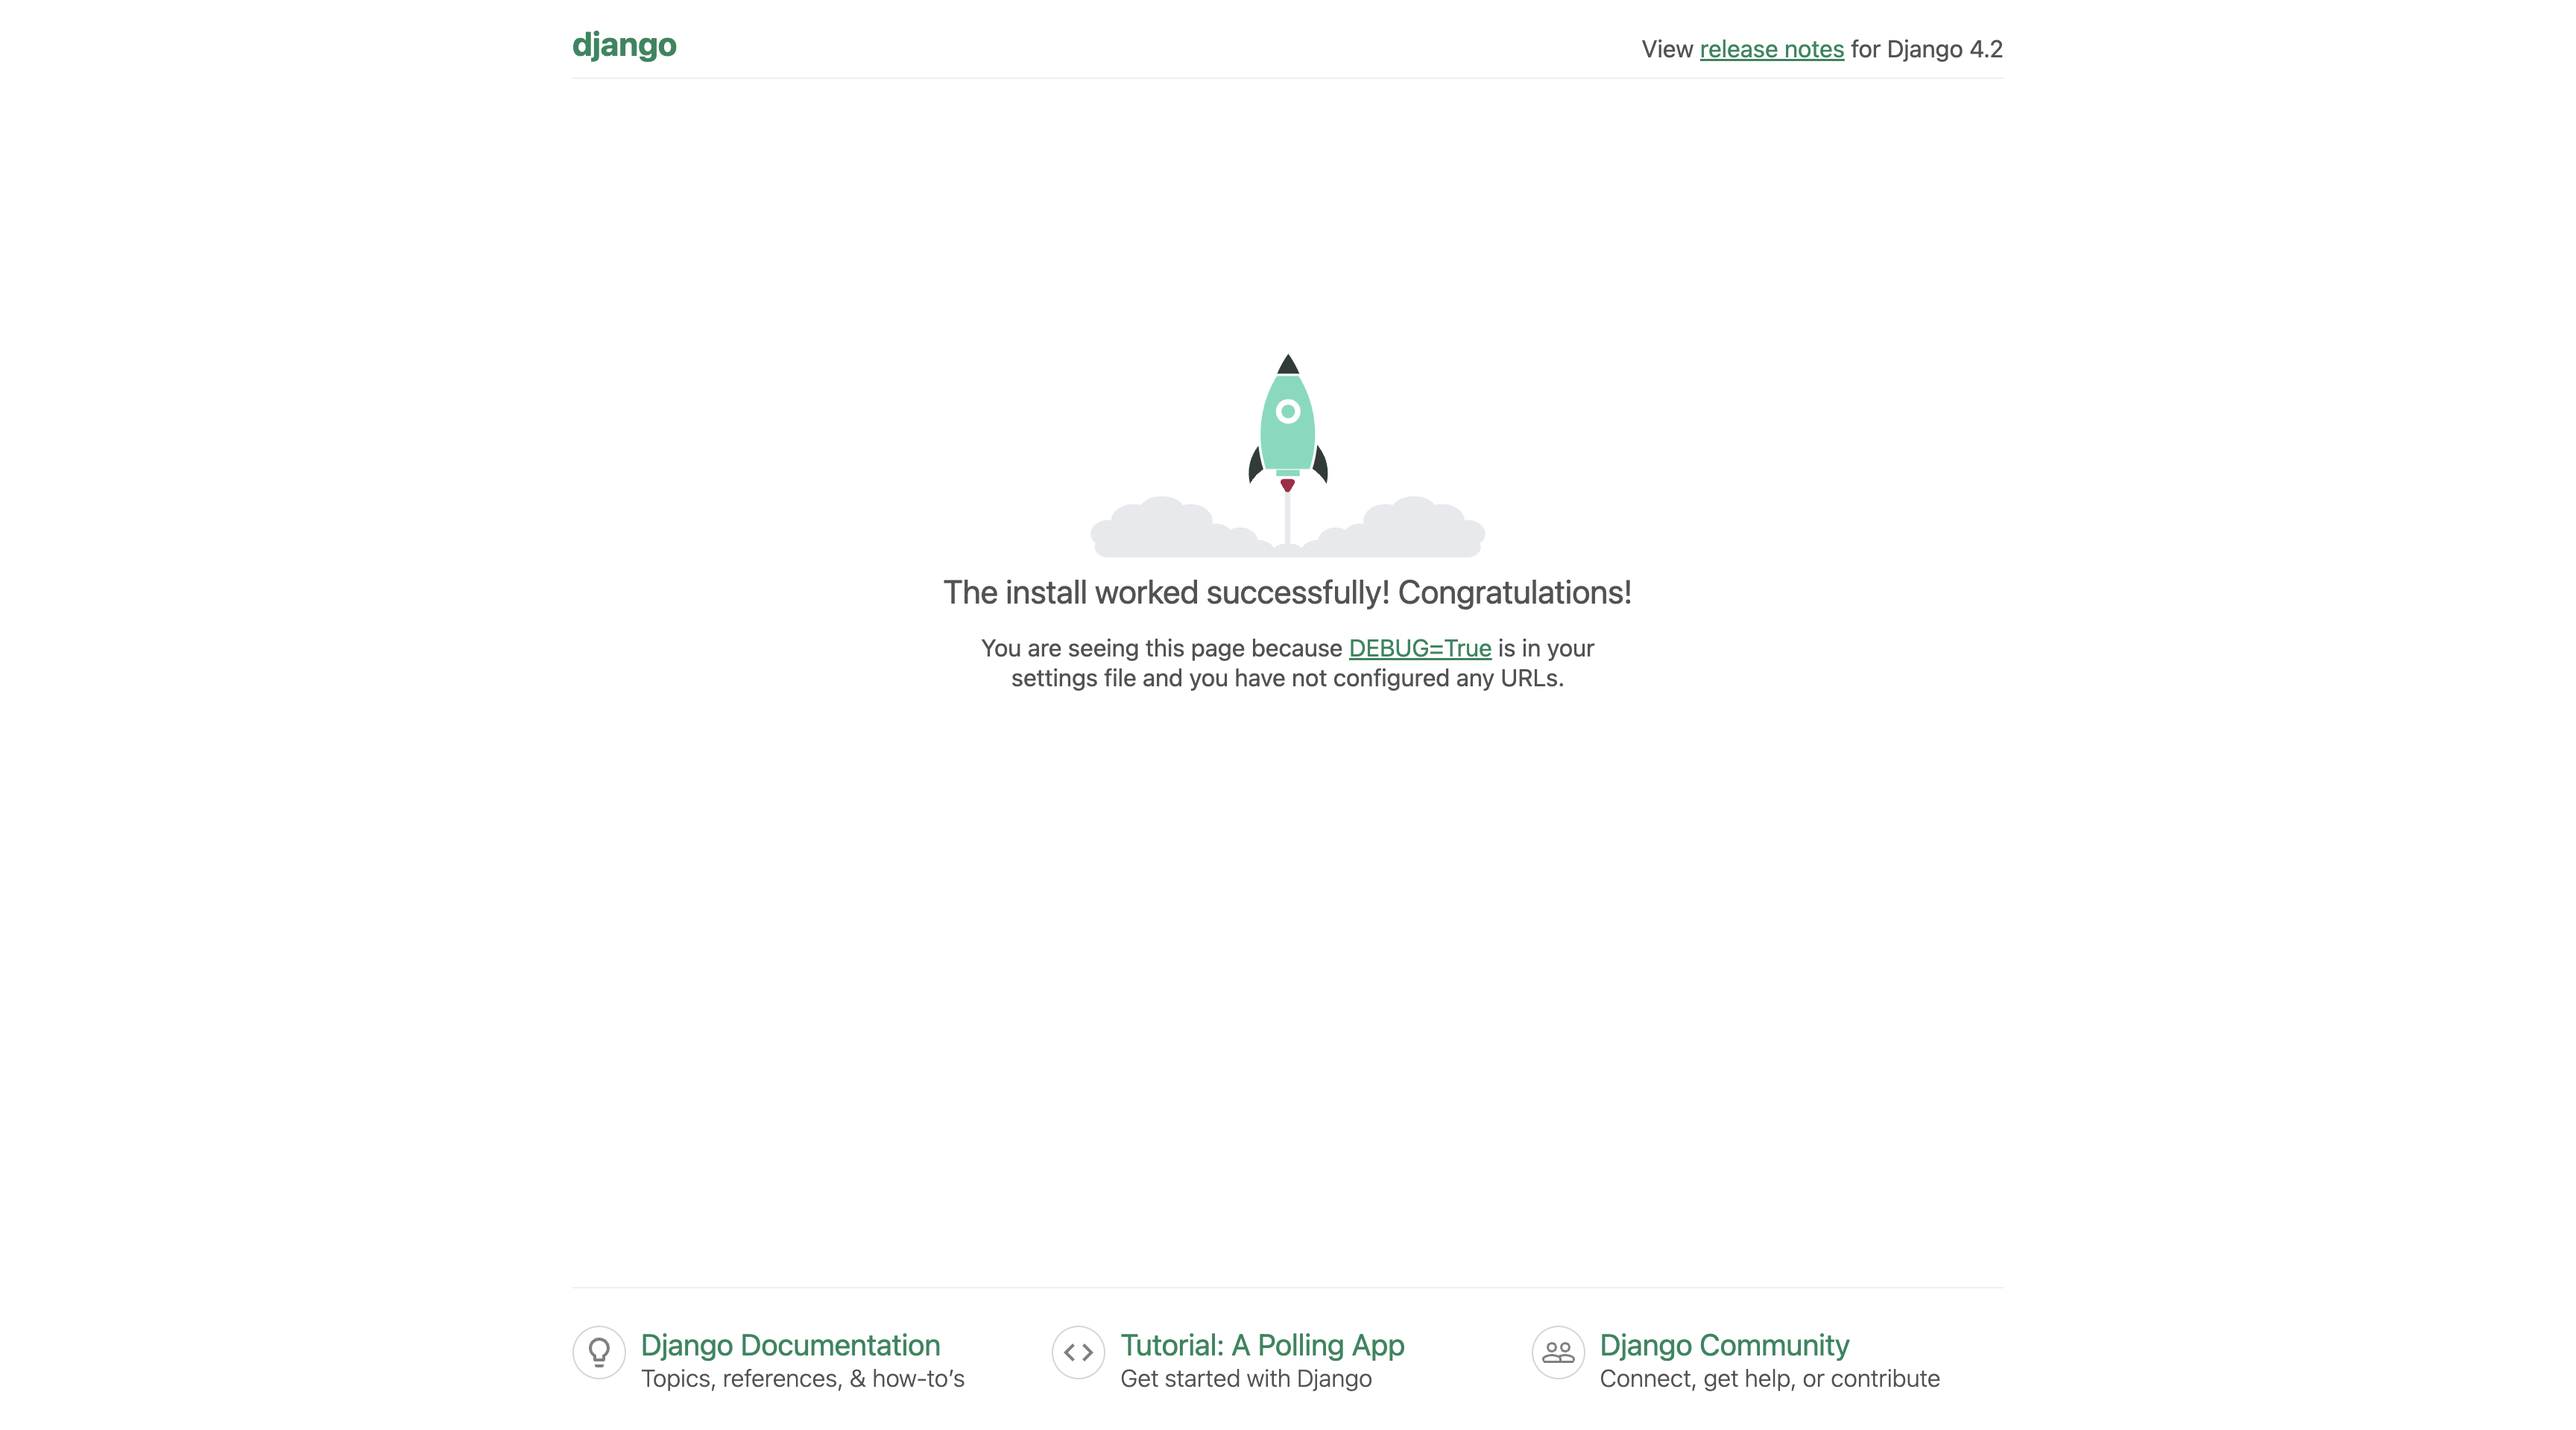 django
View release notes for Django 4.2
The install worked successfully! Congratulations!
You are seeing this page because DEBUG=True is in your
settings file and you have not configured any URLs.
Django Documentation
Topics, references, & how-to’s
Tutorial: A Polling App
Get started with Django
Django Community
Connect, get help, or contribute